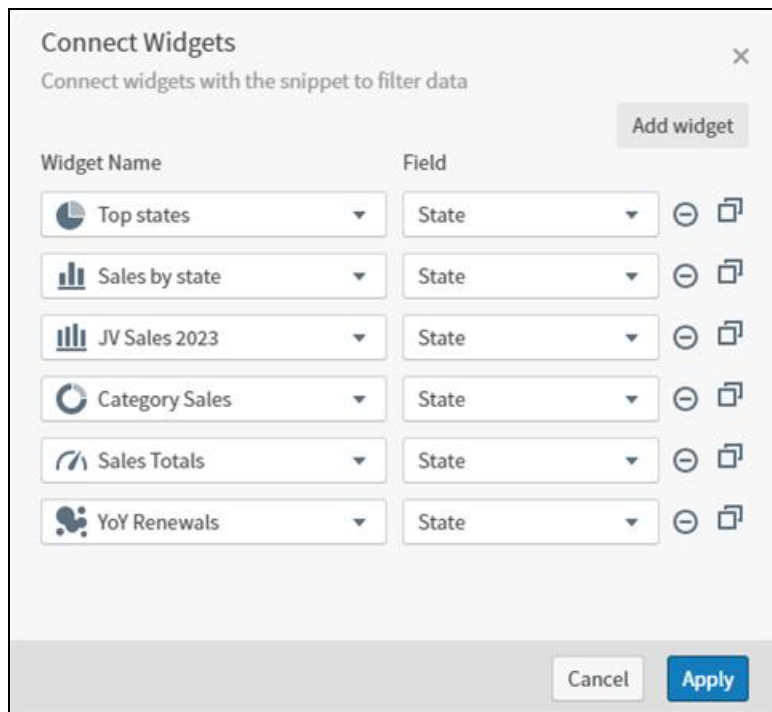 Connect Widgets
Connect widgets with the snippet to filter data
Add widget
Widget Name Field
Top states State
Sales by state State
JV Sales 2023 State
Category Sales State
Sales Totals State
YoY Renewals State
Cancel Apply